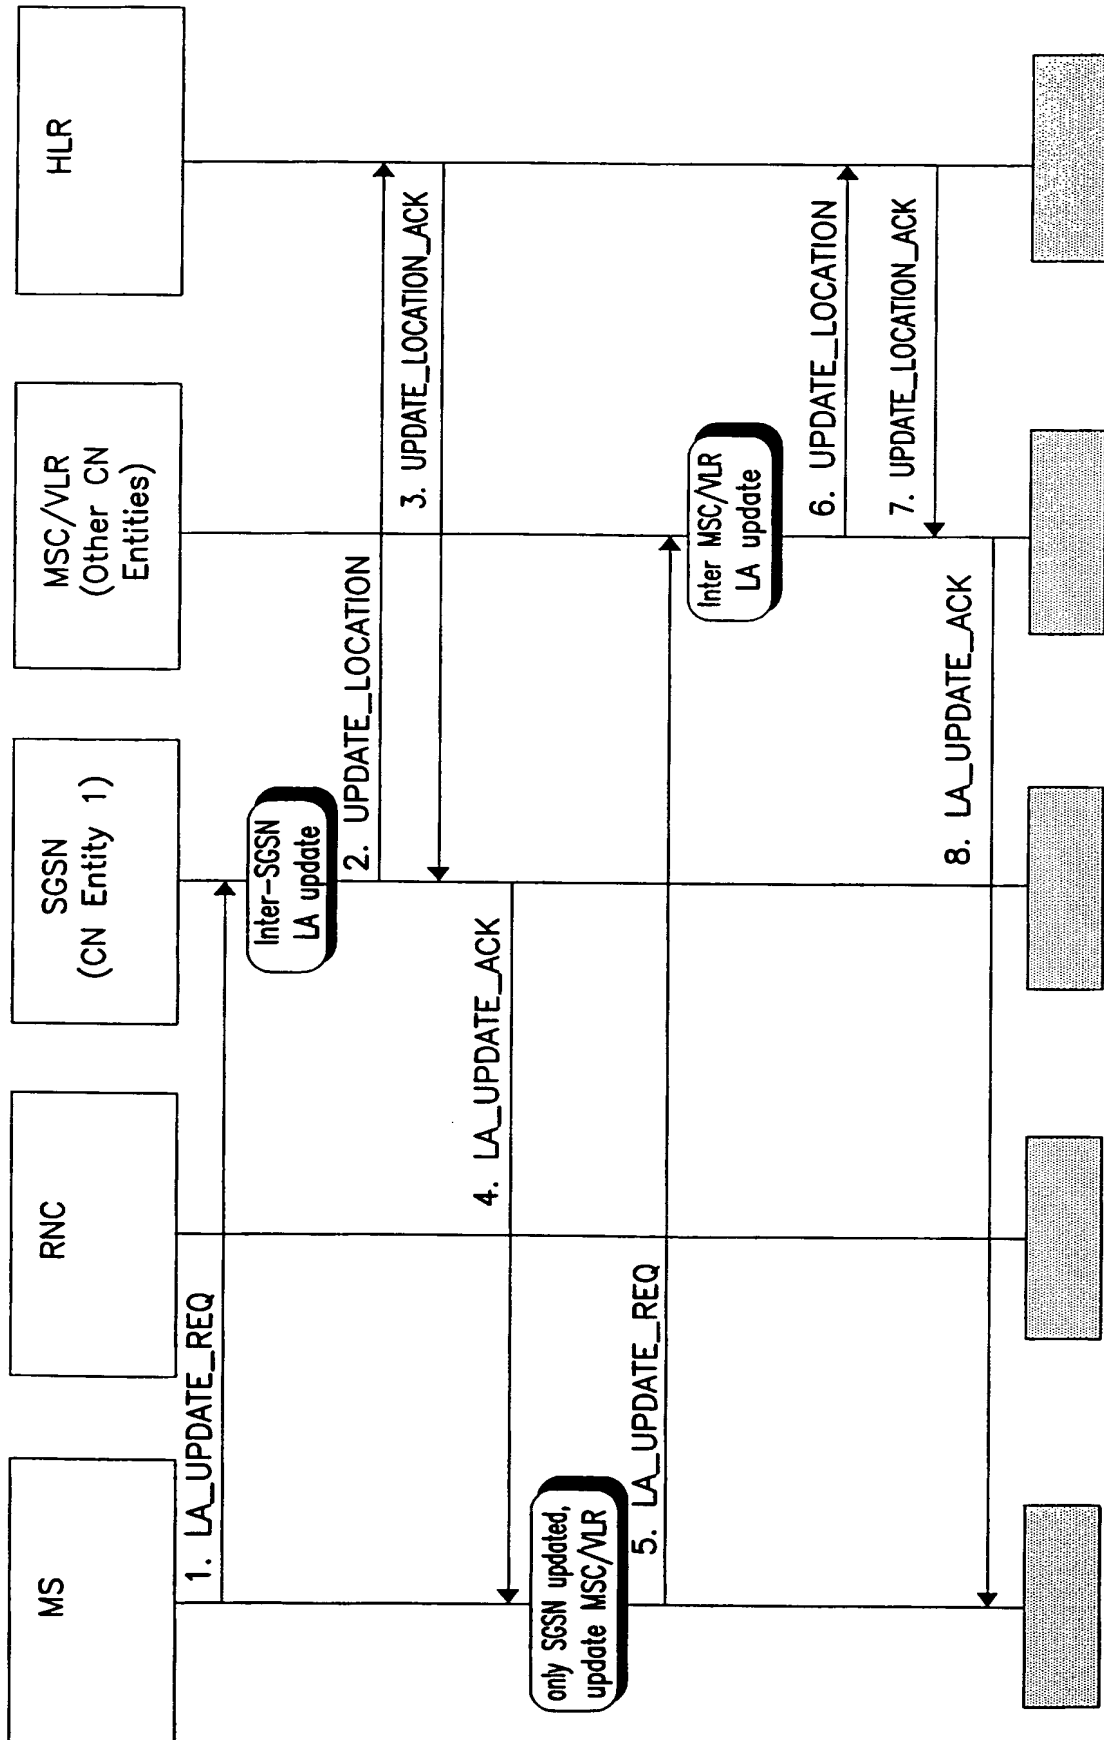 MS
RNC
SGSN
(CN Entity 1)
MSC/VLR
(Other CN
Entities)
HLR
1. LA_UPDATE_REQ
Inter-SGSN
LA update
2. UPDATE_LOCATION
3. UPDATE_LOCATION_ACK
4. LA_UPDATE_ACK
only SGSN updated,
update MSC/VLR
5. LA_UPDATE_REQ
Inter MSC/VLR
LA update
6. UPDATE_LOCATION
7. UPDATE_LOCATION_ACK
8. LA_UPDATE_ACK